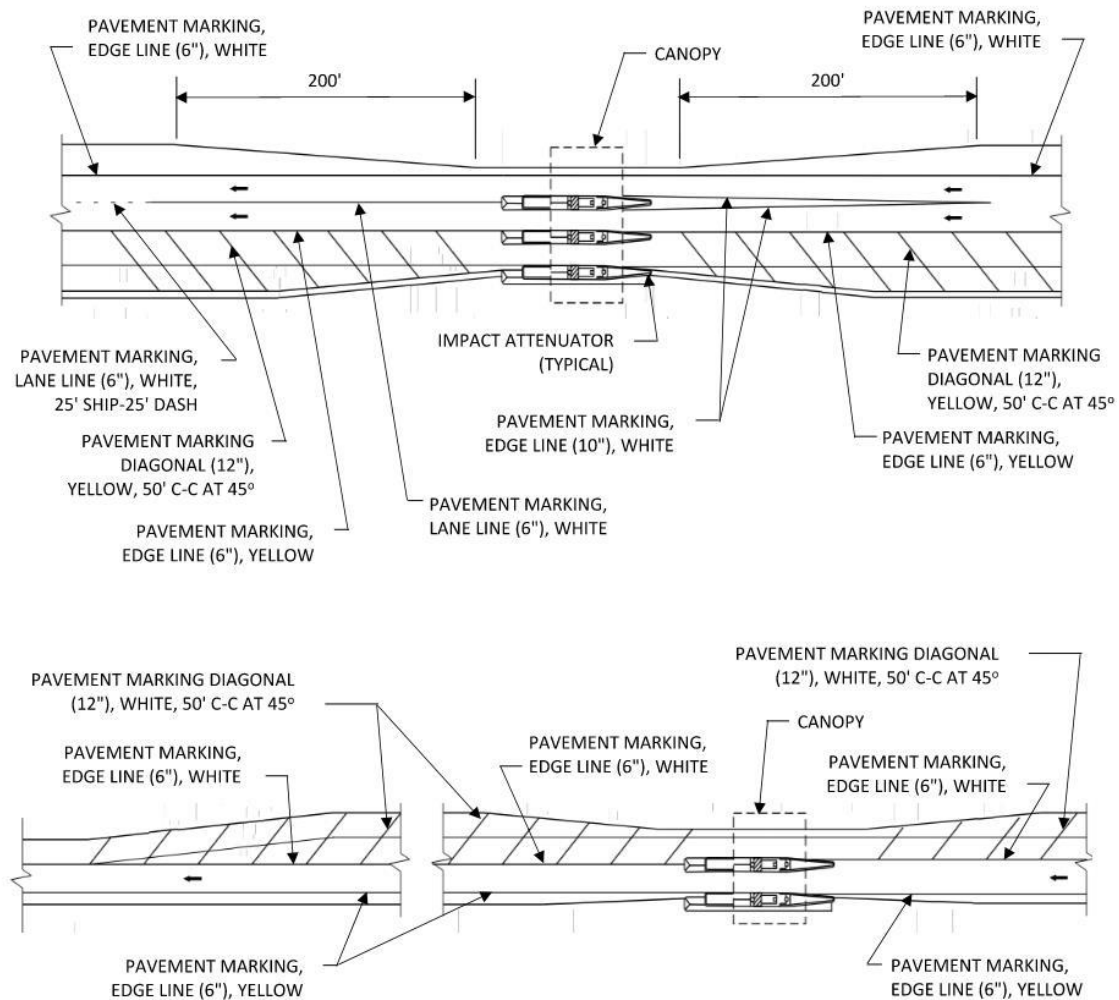 PAVEMENT MARKING,
EDGE LINE (6"), WHITE
PAVEMENT MARKING,
EDGE LINE (6"), WHITE
CANOPY
200'
200'
IMPACT ATTENUATOR
(TYPICAL)
PAVEMENT MARKING,
LANE LINE (6"), WHITE,
25' SHIP-25' DASH
PAVEMENT MARKING
DIAGONAL (12"),
YELLOW, 50' C-C AT 45º
PAVEMENT MARKING,
EDGE LINE (10"), WHITE
PAVEMENT MARKING
DIAGONAL (12"),
YELLOW, 50' C-C AT 45º
PAVEMENT MARKING,
EDGE LINE (6"), YELLOW
PAVEMENT MARKING,
LANE LINE (6"), WHITE
PAVEMENT MARKING,
EDGE LINE (6"), YELLOW
PAVEMENT MARKING DIAGONAL
(12"), WHITE, 50' C-C AT 45º
PAVEMENT MARKING DIAGONAL
(12"), WHITE, 50' C-C AT 45º
CANOPY
PAVEMENT MARKING,
EDGE LINE (6"), WHITE
PAVEMENT MARKING,
EDGE LINE (6"), WHITE
PAVEMENT MARKING,
EDGE LINE (6"), WHITE
PAVEMENT MARKING,
EDGE LINE (6"), YELLOW
PAVEMENT MARKING,
EDGE LINE (6"), YELLOW